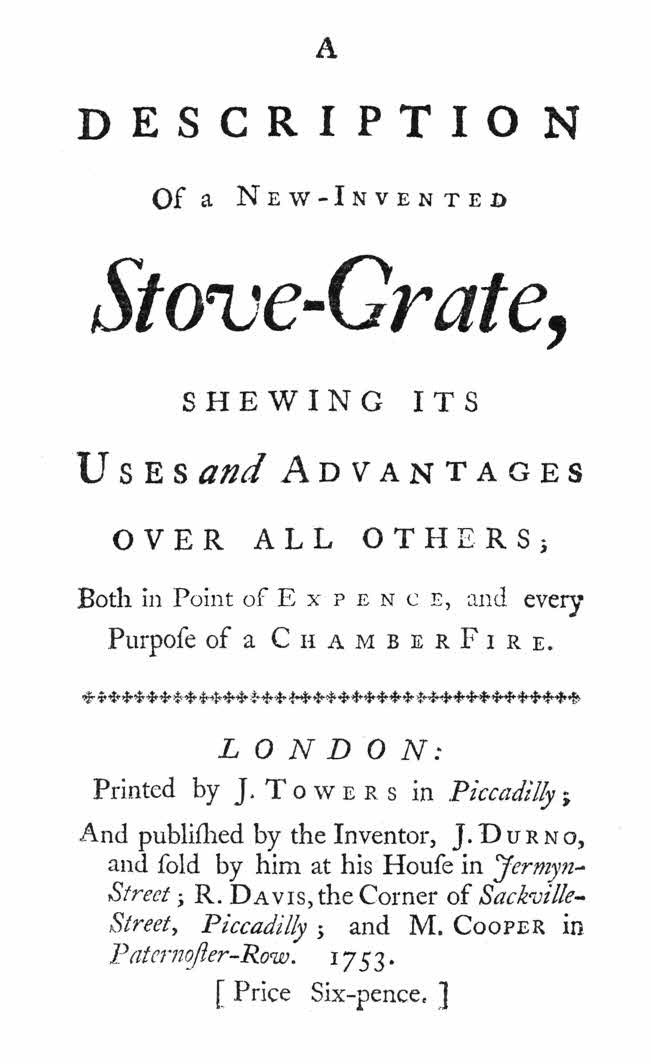 A
DESCRIPTION
Of a NEW-INVENTED
Stove-Grate,
SHEWING ITS
USES and ADVANTAGES
OVER ALL OTHERS;
Both in Point of EXPENCE, and every
Purpoſe of a CHAMBER FIRE.
LONDON:
Printed by J. TOWERS in Piccadilly;
And publiſhed by the Inventor, J. DURNO,
and ſold by him at his Houſe in Jermyn-
Street; R. DAVIS, the Corner of Sackville-
Street, Piccadilly; and M. COOPER in
Paternoſter-Row. 1753.
[Price Six-pence.]